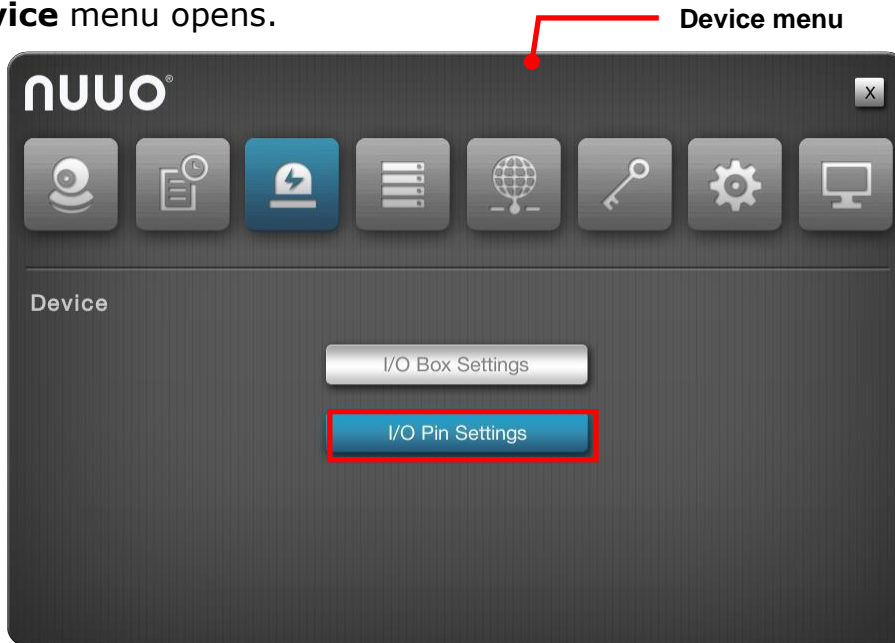 vice menu opens.
Device menu
nuuo®
X
Device
I/O Box Settings
I/O Pin Settings